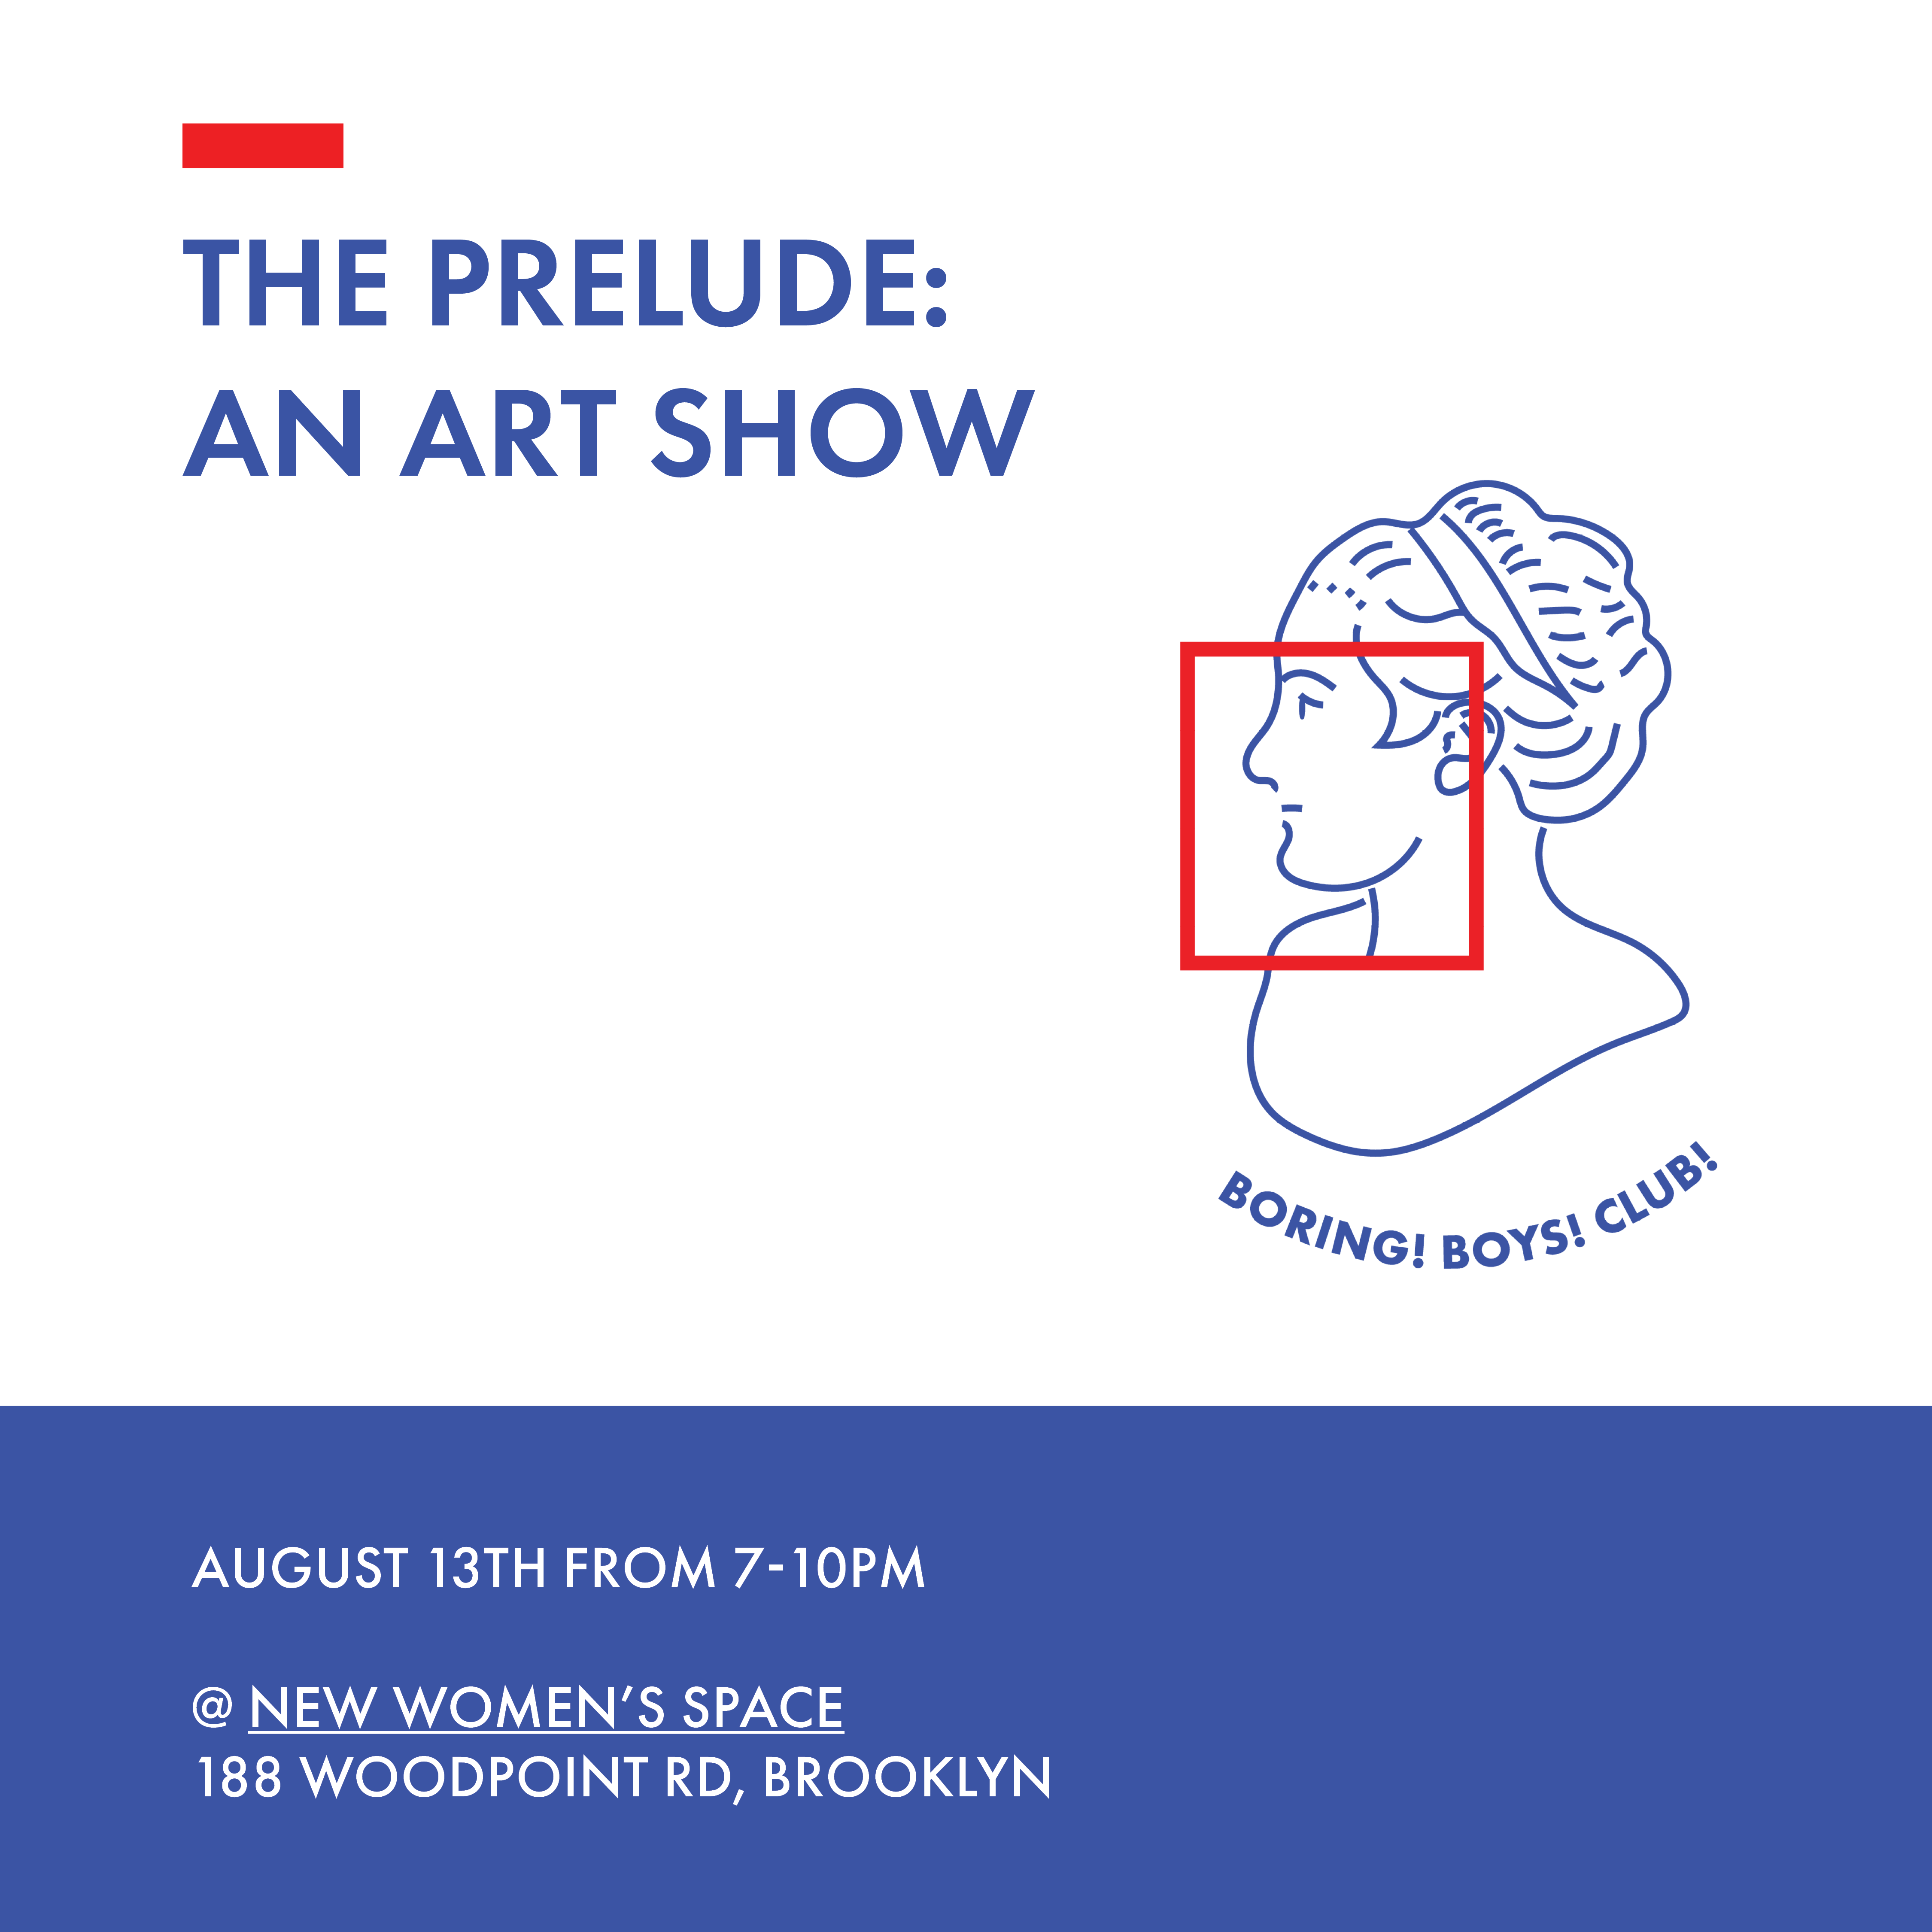 THE PRELUDE:
AN ART SHOW
BORING! BOYS! CLUB!
AUGUST 13TH FROM 7-10PM
@ NEW WOMEN'S SPACE
188 WOODPOINT RD, BROOKLYN